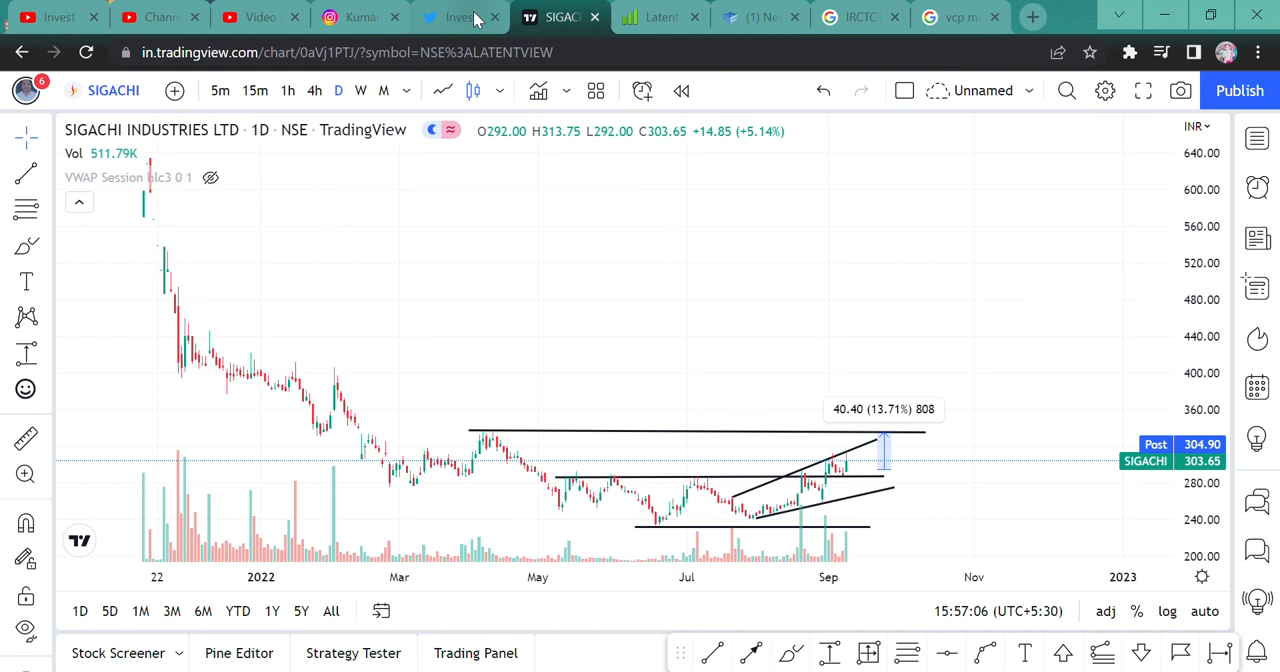 Invest
Chann
Video
Kuma
Inves
SIGACH
Latent
(1) Ne
IRCTC
vcp m
in.tradingview.com/chart/0aVj1PTJ/?symbol=NSE%3ALATENTVIEW
6
SIGACHI
5m 15m 1h 4h D W M
Unnamed
Publish
SIGACHI INDUSTRIES LTD · 1D · NSE · TradingView
O292.00 H313.75 L292.00 C303.65 +14.85 (+5.14%)
Vol 511.79K
VWAP Session hlc3 0 1
INR
640.00
600.00
560.00
520.00
480.00
440.00
400.00
360.00
40.40 (13.71%) 808
Post 304.90
SIGACHI 303.65
280.00
240.00
200.00
22 2022 Mar May Jul Sep Nov 2023
1D 5D 1M 3M 6M YTD 1Y 5Y All
15:57:06 (UTC+5:30) adj % log auto
Stock Screener Pine Editor Strategy Tester Trading Panel